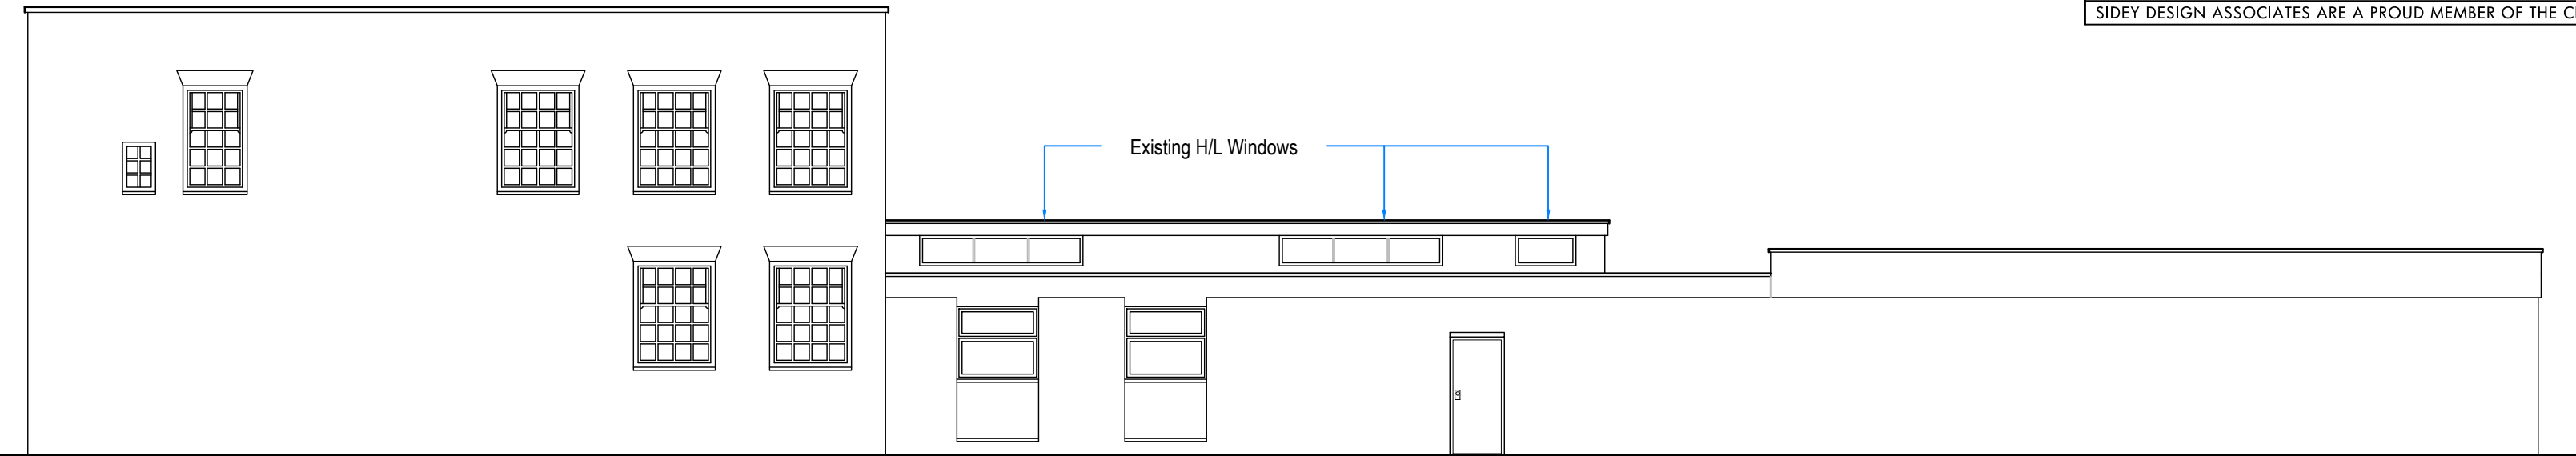 SIDEY DESIGN ASSOCIATES ARE A PROUD MEMBER OF THE
Existing H/L Windows